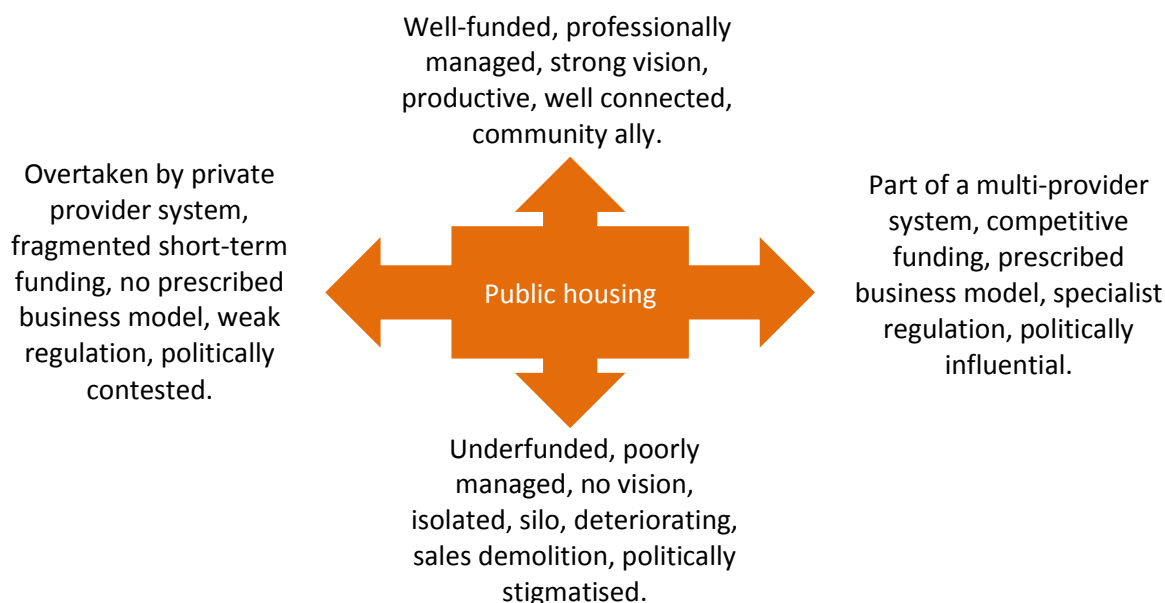 Well-funded, professionally
managed, strong vision,
productive, well connected,
community ally.
Overtaken by private
provider system,
fragmented short-term
funding, no prescribed
business model, weak
regulation, politically
contested.
Public housing
Part of a multi-provider
system, competitive
funding, prescribed
business model, specialist
regulation, politically
influential.
Underfunded, poorly
managed, no vision,
isolated, silo, deteriorating,
sales demolition, politically
stigmatised.